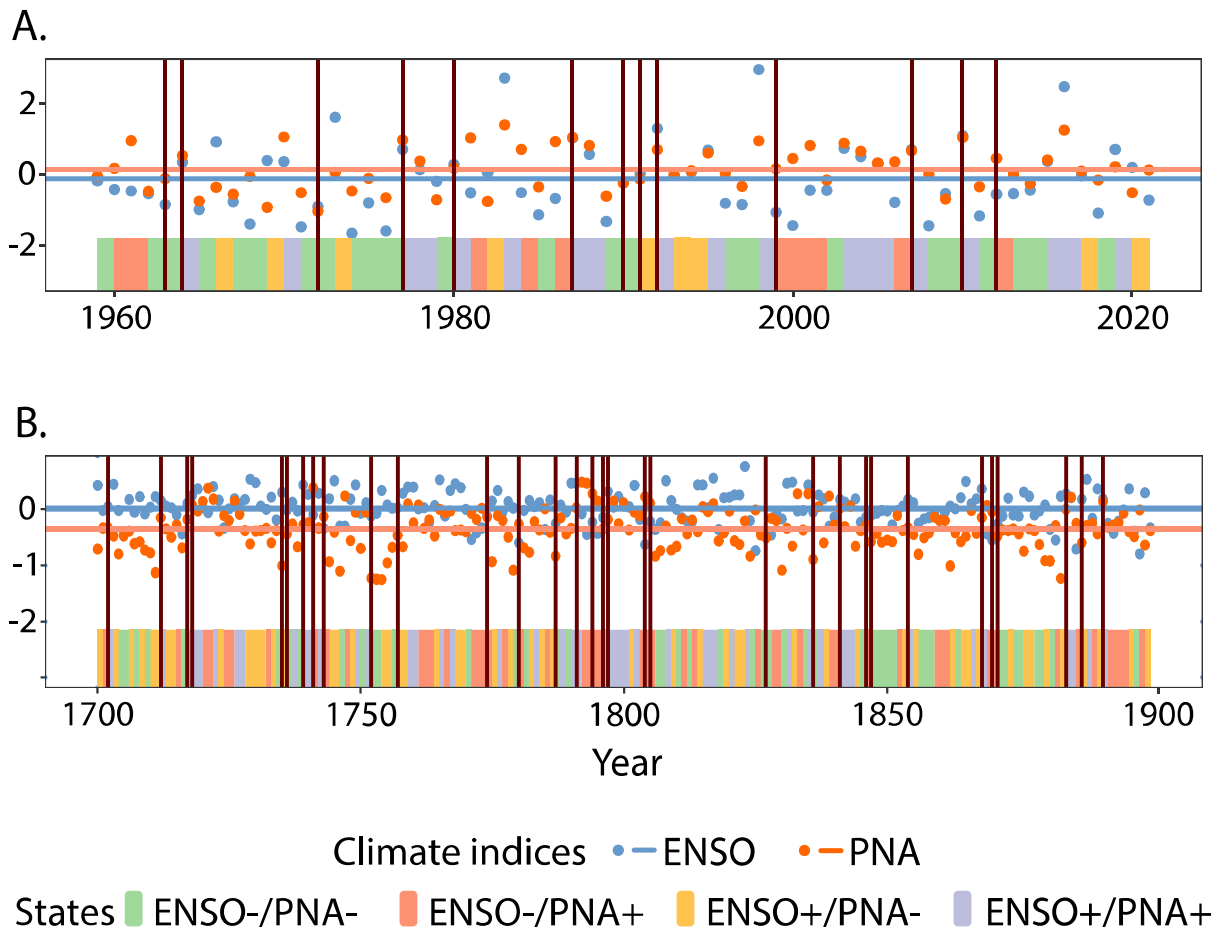 A.
2
0
-2
1960 1980 2000 2020
B.
0
-1
-2
1700 1750 1800 1850 1900
Year
Climate indices ENSO PNA
States ENSO-/PNA- ENSO-/PNA+ ENSO+/PNA- ENSO+/PNA+